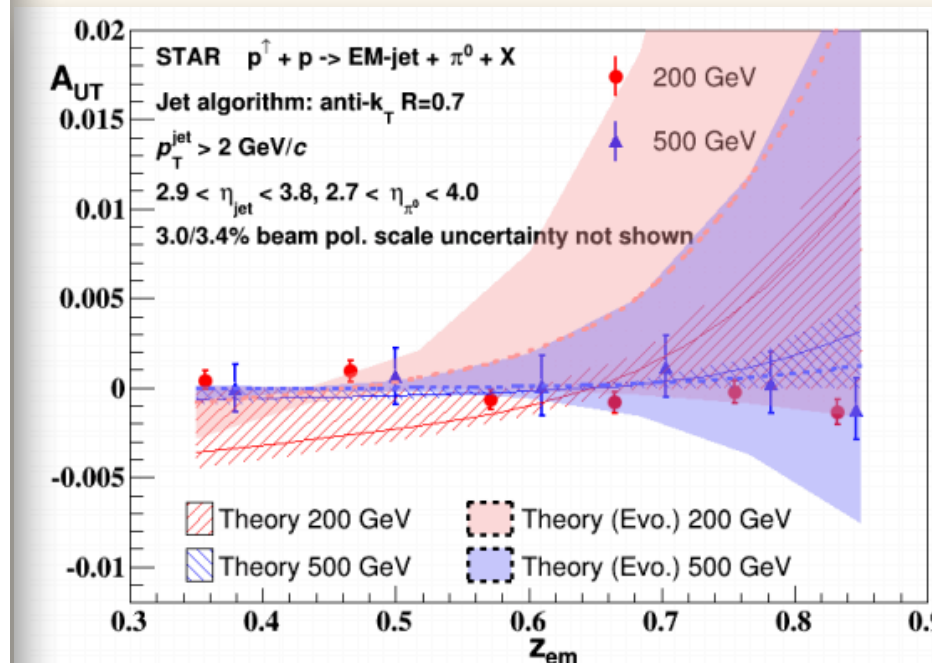 0.02
STAR p↑ + p -> EM-jet + π⁰ + X
A_UT
200 GeV
Jet algorithm: anti-k_T R=0.7
0.015
500 GeV
p_T^jet > 2 GeV/c
2.9 < η_jet < 3.8, 2.7 < η_π⁰ < 4.0
0.01
3.0/3.4% beam pol. scale uncertainty not shown
0.005
0
-0.005
Theory 200 GeV Theory (Evo.) 200 GeV
Theory 500 GeV Theory (Evo.) 500 GeV
-0.01
0.3 0.4 0.5 0.6 0.7 0.8
z_em